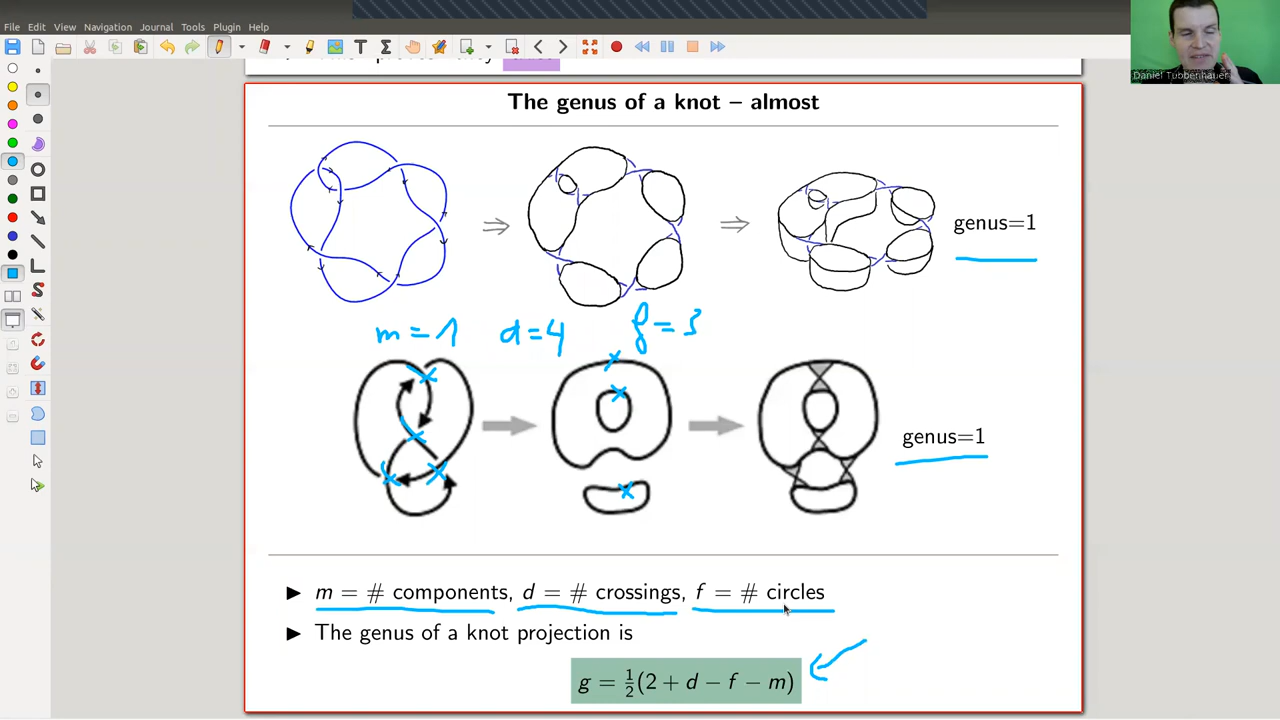 File Edit View Navigation Journal Tools Plugin Help
Daniel Tubbenhauer
The genus of a knot – almost
genus=1
m = 1 d = 4 f = 3
genus=1
► m = # components, d = # crossings, f = # circles
► The genus of a knot projection is
g = ½(2 + d − f − m)